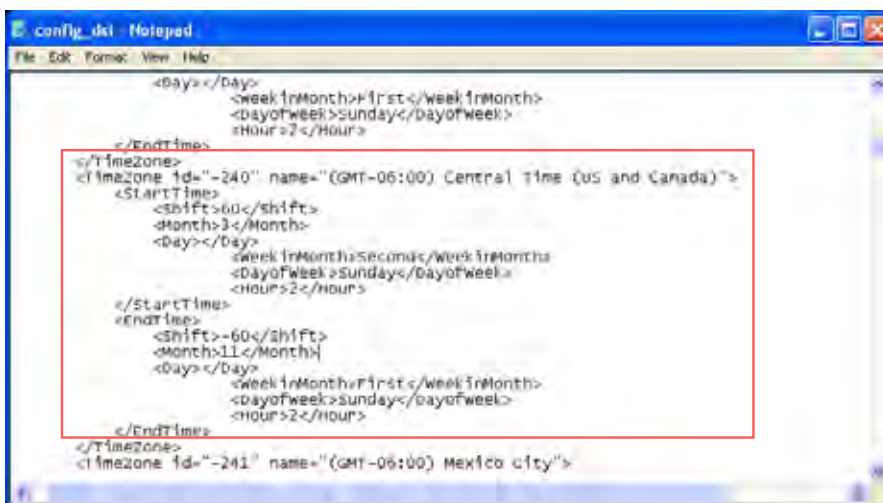 config_dci - Notepad
File Edit Format View Help
<Day></Day>
<WeekinMonth>First</WeekinMonth>
<DayofWeek>Sunday</DayofWeek>
<Hour>2</Hour>
</EndTime>
</TimeZone>
<TimeZone id="-240" name="(GMT-06:00) Central Time (US and Canada)">
<StartTime>
<Shift>60</Shift>
<Month>3</Month>
<Day></Day>
<WeekinMonth>Second</WeekinMonth>
<DayofWeek>Sunday</DayofWeek>
<Hour>2</Hour>
</StartTime>
<EndTime>
<Shift>-60</Shift>
<Month>11</Month>
<Day></Day>
<WeekinMonth>First</WeekinMonth>
<DayofWeek>Sunday</DayofWeek>
<Hour>2</Hour>
</EndTime>
</TimeZone>
<TimeZone id="-241" name="(GMT-06:00) Mexico City">